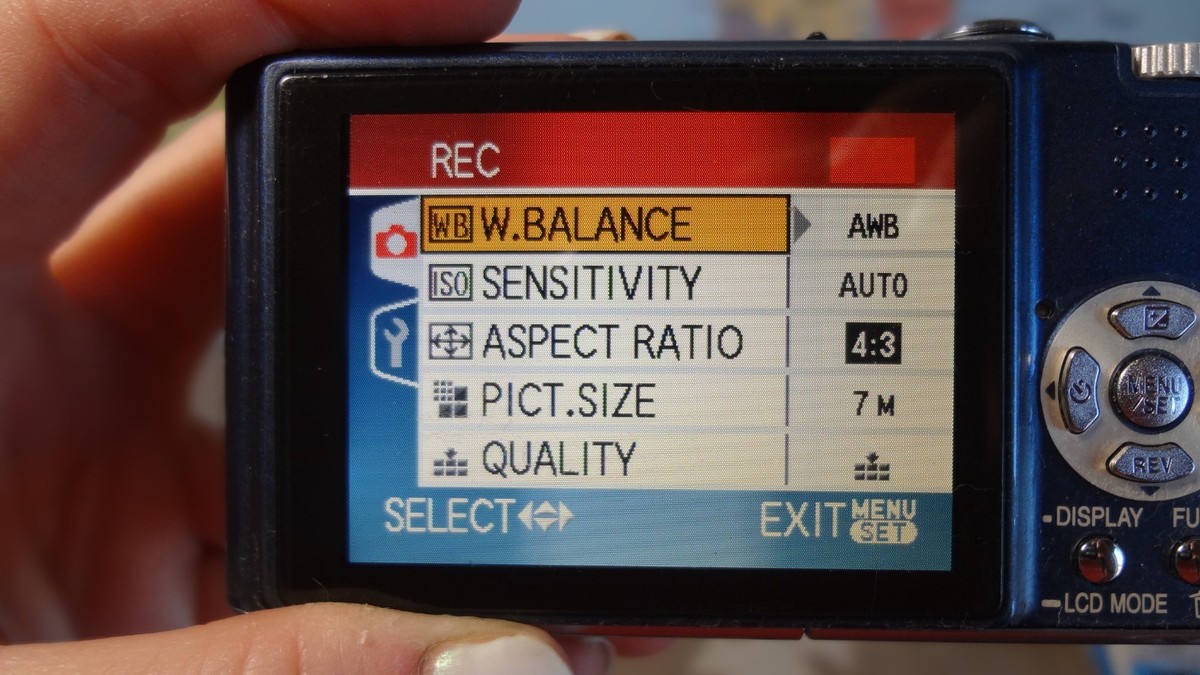 REC
WB W.BALANCE AWB
ISO SENSITIVITY AUTO
ASPECT RATIO 4:3
PICT.SIZE 7M
QUALITY
SELECT EXIT MENU SET
MENU /SET
REV
DISPLAY FU
LCD MODE